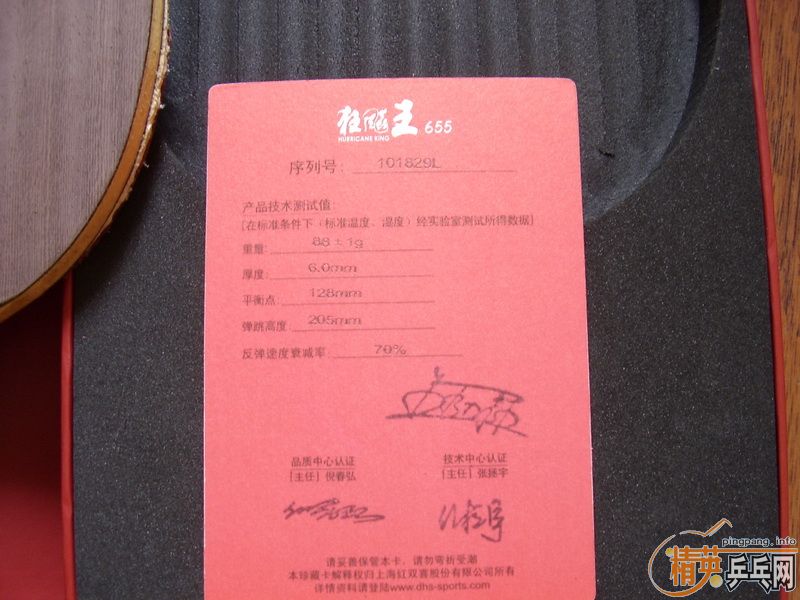 狂飚王 655
HURRICANE KING
序列号： 101829L
产品技术测试值：
[在标准条件下（标准温度、湿度）经实验室测试所得数据]
重量： 88±1g
厚度： 6.0mm
平衡点： 128mm
弹跳高度： 205mm
反弹速度衰减率： 70%
品质中心认证 技术中心认证
[主任] 倪春弘 [主任] 张扬宇
请妥善保管本卡，请勿弯折受潮
本珍藏卡解释权归上海红双喜股份有限公司所有
详情资料请登陆www.dhs-sports.com
pingpang.info
精英乒乓网